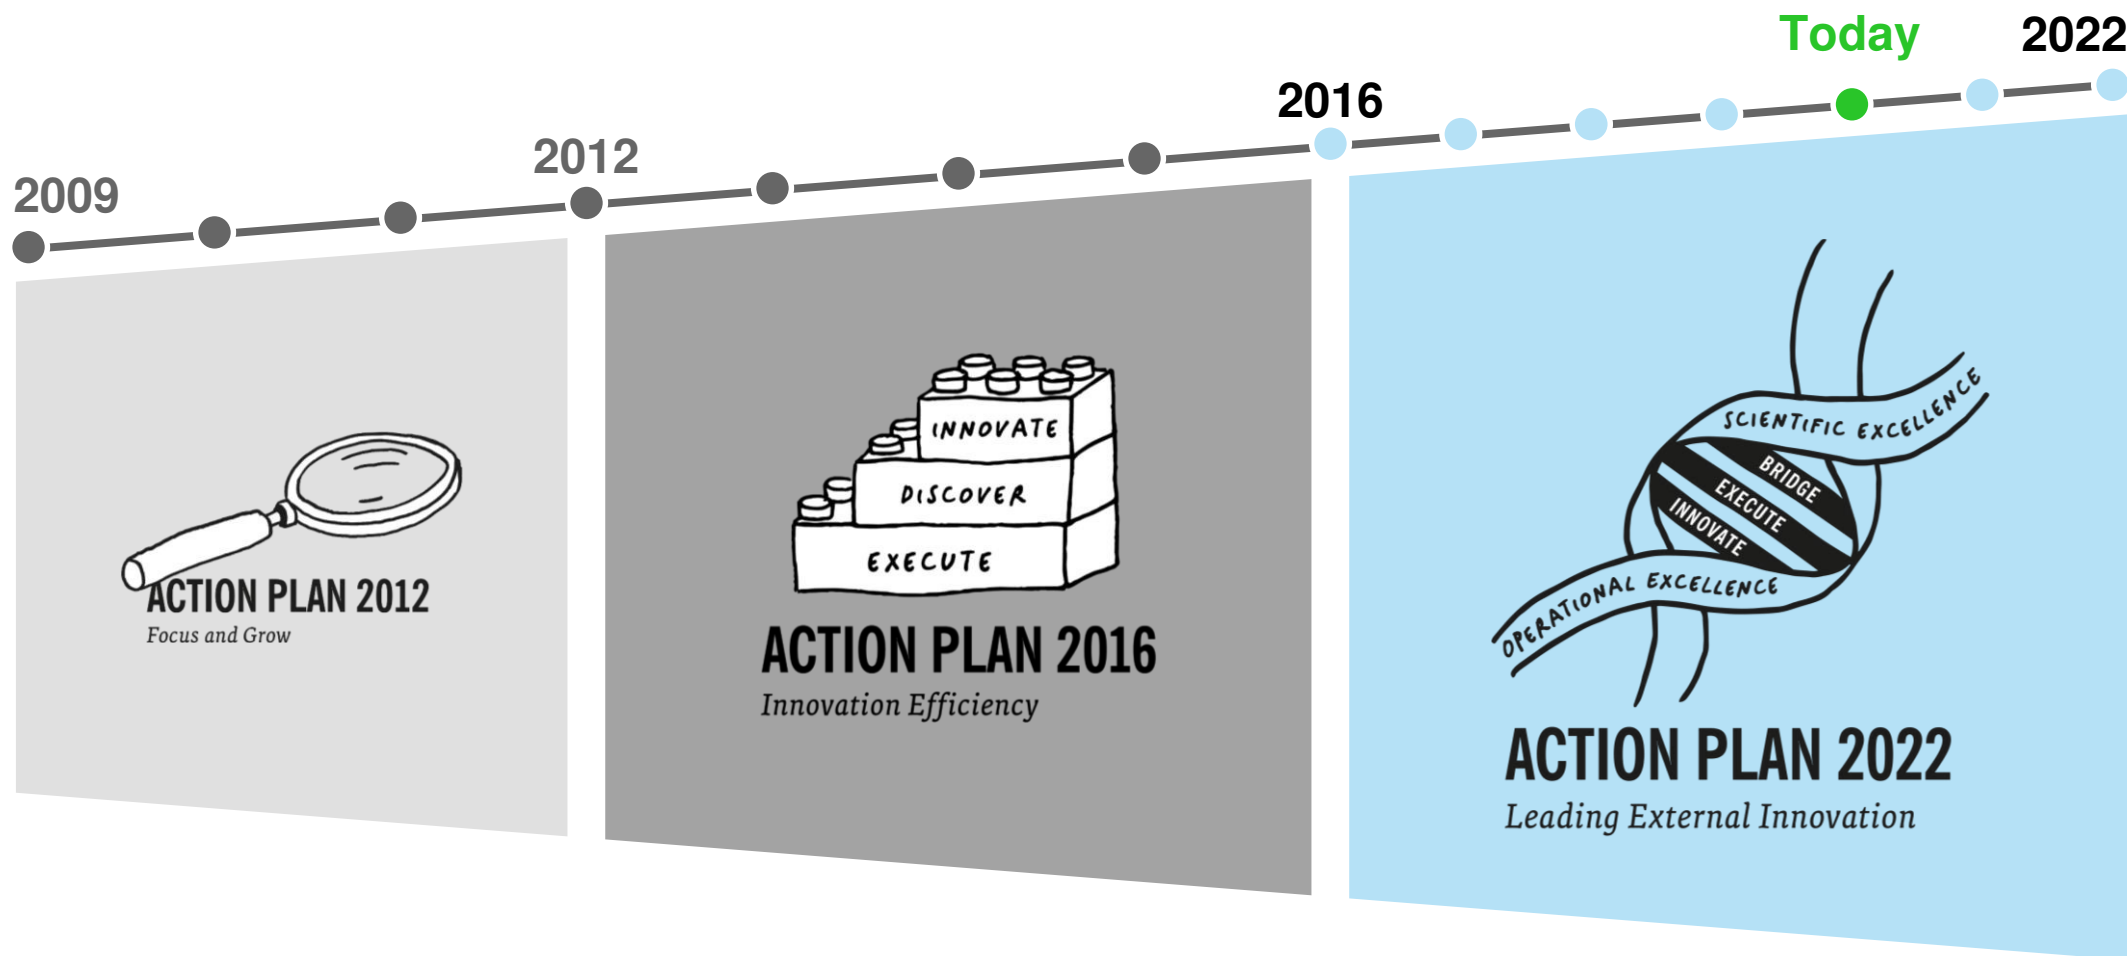 2009
2012
2016
Today
2022
ACTION PLAN 2012
Focus and Grow
INNOVATE
DISCOVER
EXECUTE
ACTION PLAN 2016
Innovation Efficiency
SCIENTIFIC EXCELLENCE
BRIDGE
EXECUTE
INNOVATE
OPERATIONAL EXCELLENCE
ACTION PLAN 2022
Leading External Innovation